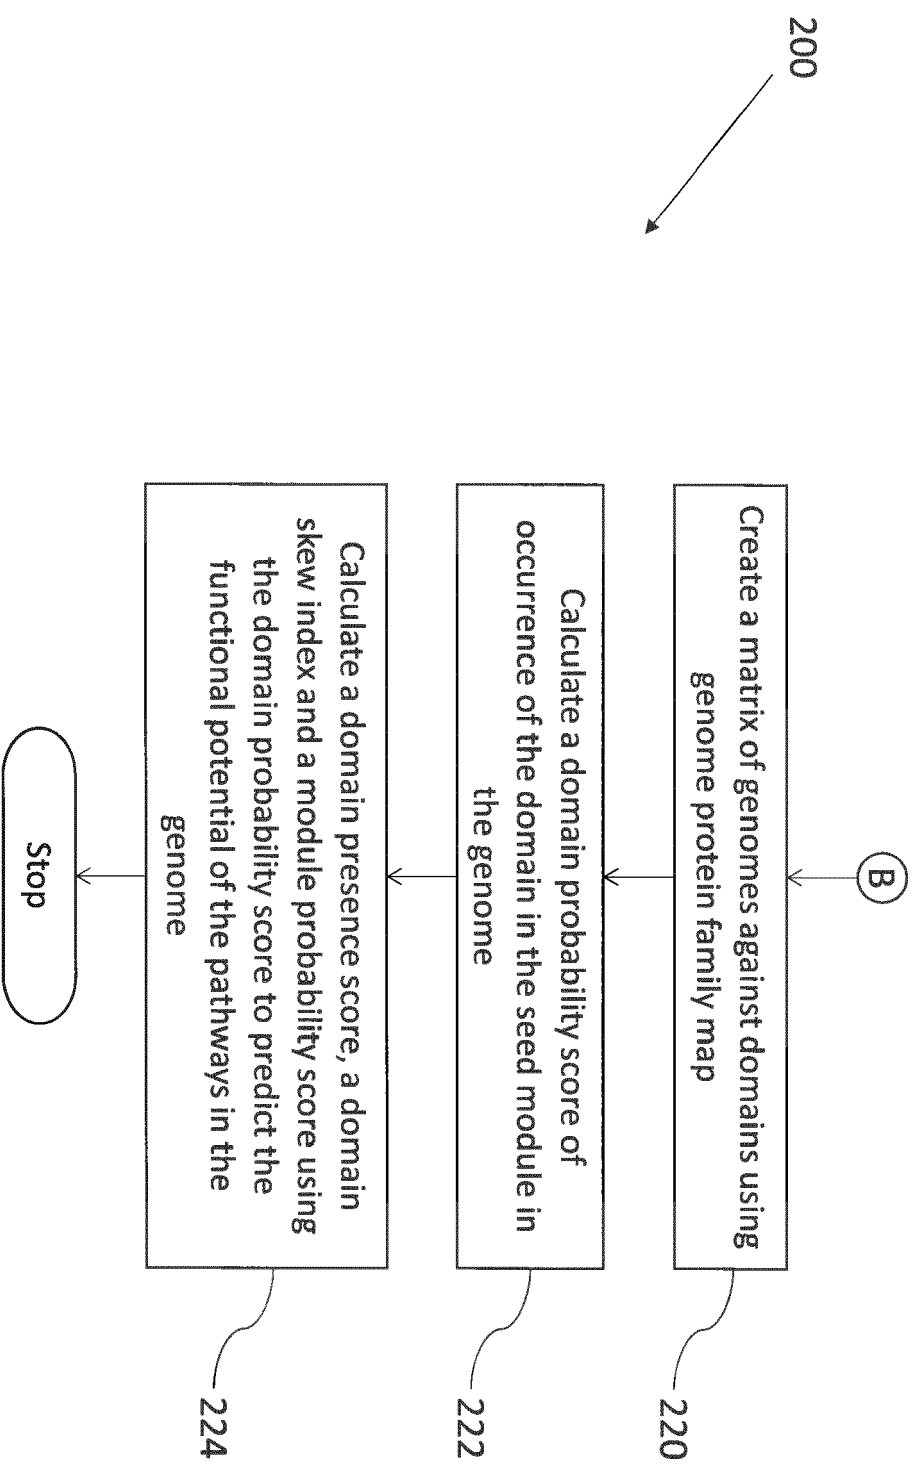 200
B
Create a matrix of genomes against domains using
genome protein family map
220
Calculate a domain probability score of
occurrence of the domain in the seed module in
the genome
222
Calculate a domain presence score, a domain
skew index and a module probability score using
the domain probability score to predict the
functional potential of the pathways in the
genome
224
Stop